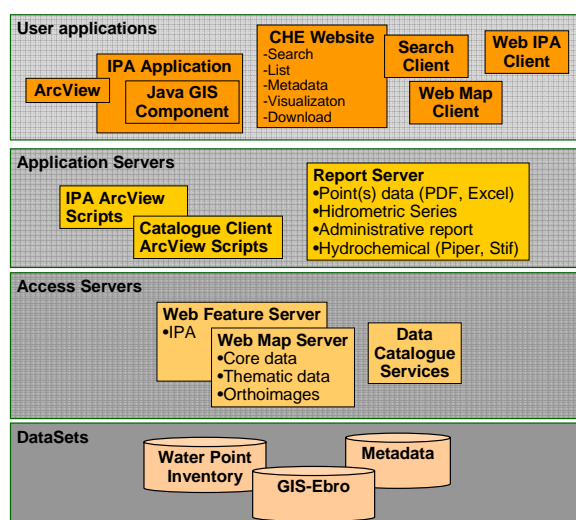 User applications
CHE Website
-Search
-List
-Metadata
-Visualizaton
-Download
Search
Client
Web IPA
Client
IPA Application
ArcView
Java GIS
Component
Web Map
Client
Application Servers
IPA ArcView
Scripts
Catalogue Client
ArcView Scripts
Report Server
•Point(s) data (PDF, Excel)
•Hidrometric Series
•Administrative report
•Hydrochemical (Piper, Stif)
Access Servers
Web Feature Server
•IPA
Web Map Server
•Core data
•Thematic data
•Orthoimages
Data
Catalogue
Services
DataSets
Water Point
Inventory
GIS-Ebro
Metadata